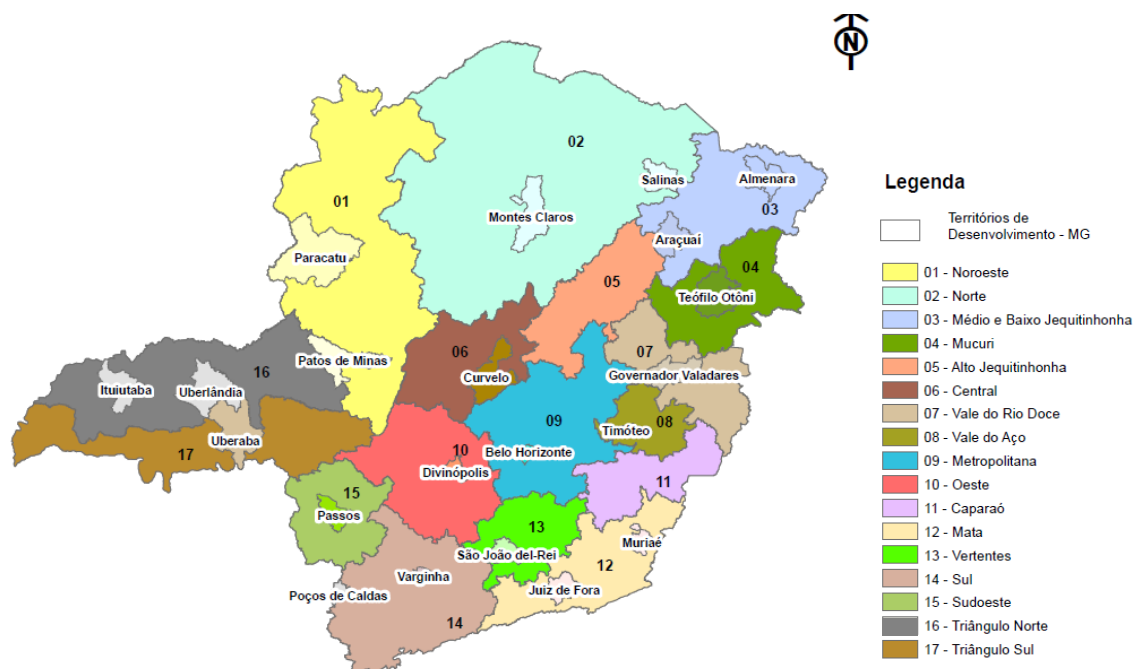 N
02
Salinas
Almenara
01
Montes Claros
03
Araçuaí
Paracatu
04
05
Teófilo Otôni
06
07
Patos de Minas
16
Curvelo
Governador Valadares
Ituiutaba
Uberlândia
09
08
Timóteo
Uberaba
10
17
Belo Horizonte
Divinópolis
15
11
Passos
13
Muriaé
São João del-Rei
12
Varginha
Juiz de Fora
Poços de Caldas
14
Legenda
Territórios de
Desenvolvimento - MG
01 - Noroeste
02 - Norte
03 - Médio e Baixo Jequitinhonha
04 - Mucuri
05 - Alto Jequitinhonha
06 - Central
07 - Vale do Rio Doce
08 - Vale do Aço
09 - Metropolitana
10 - Oeste
11 - Caparaó
12 - Mata
13 - Vertentes
14 - Sul
15 - Sudoeste
16 - Triângulo Norte
17 - Triângulo Sul